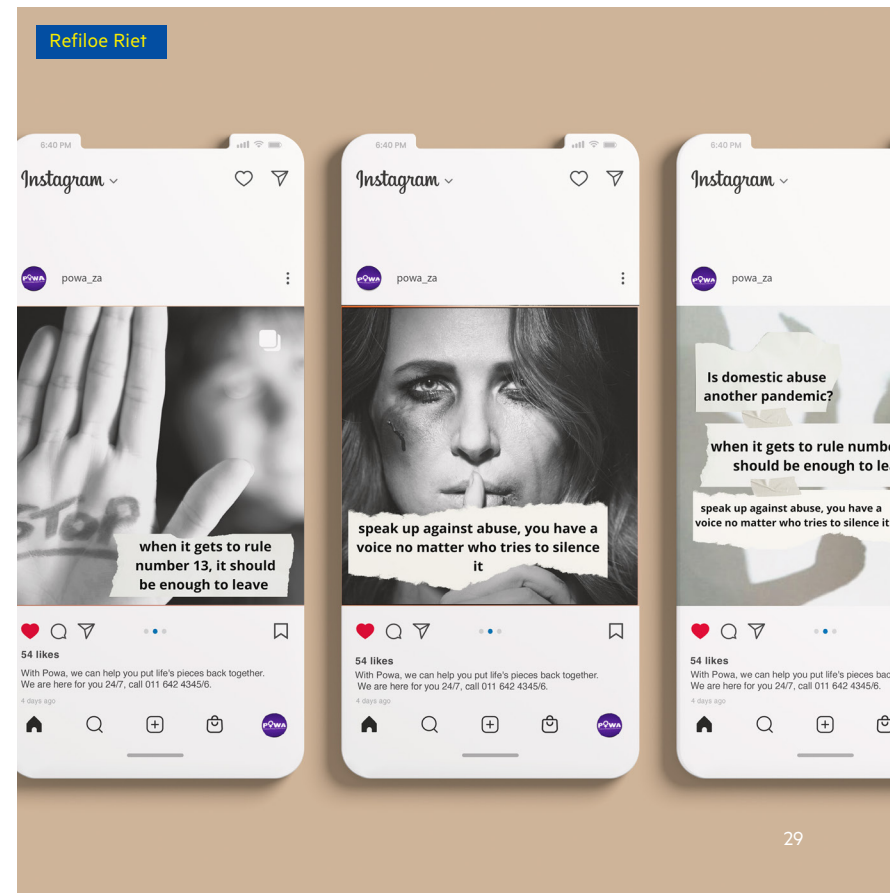 Refiloe Riet
6:40 PM
Instagram
powa_za
POWA
STOP
when it gets to rule
number 13, it should
be enough to leave
54 likes
With Powa, we can help you put life's pieces back together.
We are here for you 24/7, call 011 642 4345/6.
4 days ago
POWA
6:40 PM
Instagram
powa_za
POWA
speak up against abuse, you have a
voice no matter who tries to silence
it
54 likes
With Powa, we can help you put life's pieces back together.
We are here for you 24/7, call 011 642 4345/6.
4 days ago
POWA
6:40 PM
Instagram
powa_za
POWA
Is domestic abuse
another pandemic?
when it gets to rule
should be enough to
speak up against abuse, you have a
voice no matter who tries to silence it
54 likes
With Powa, we can help you put life's pieces
We are here for you 24/7, call 011 642 4345/6.
4 days ago
29